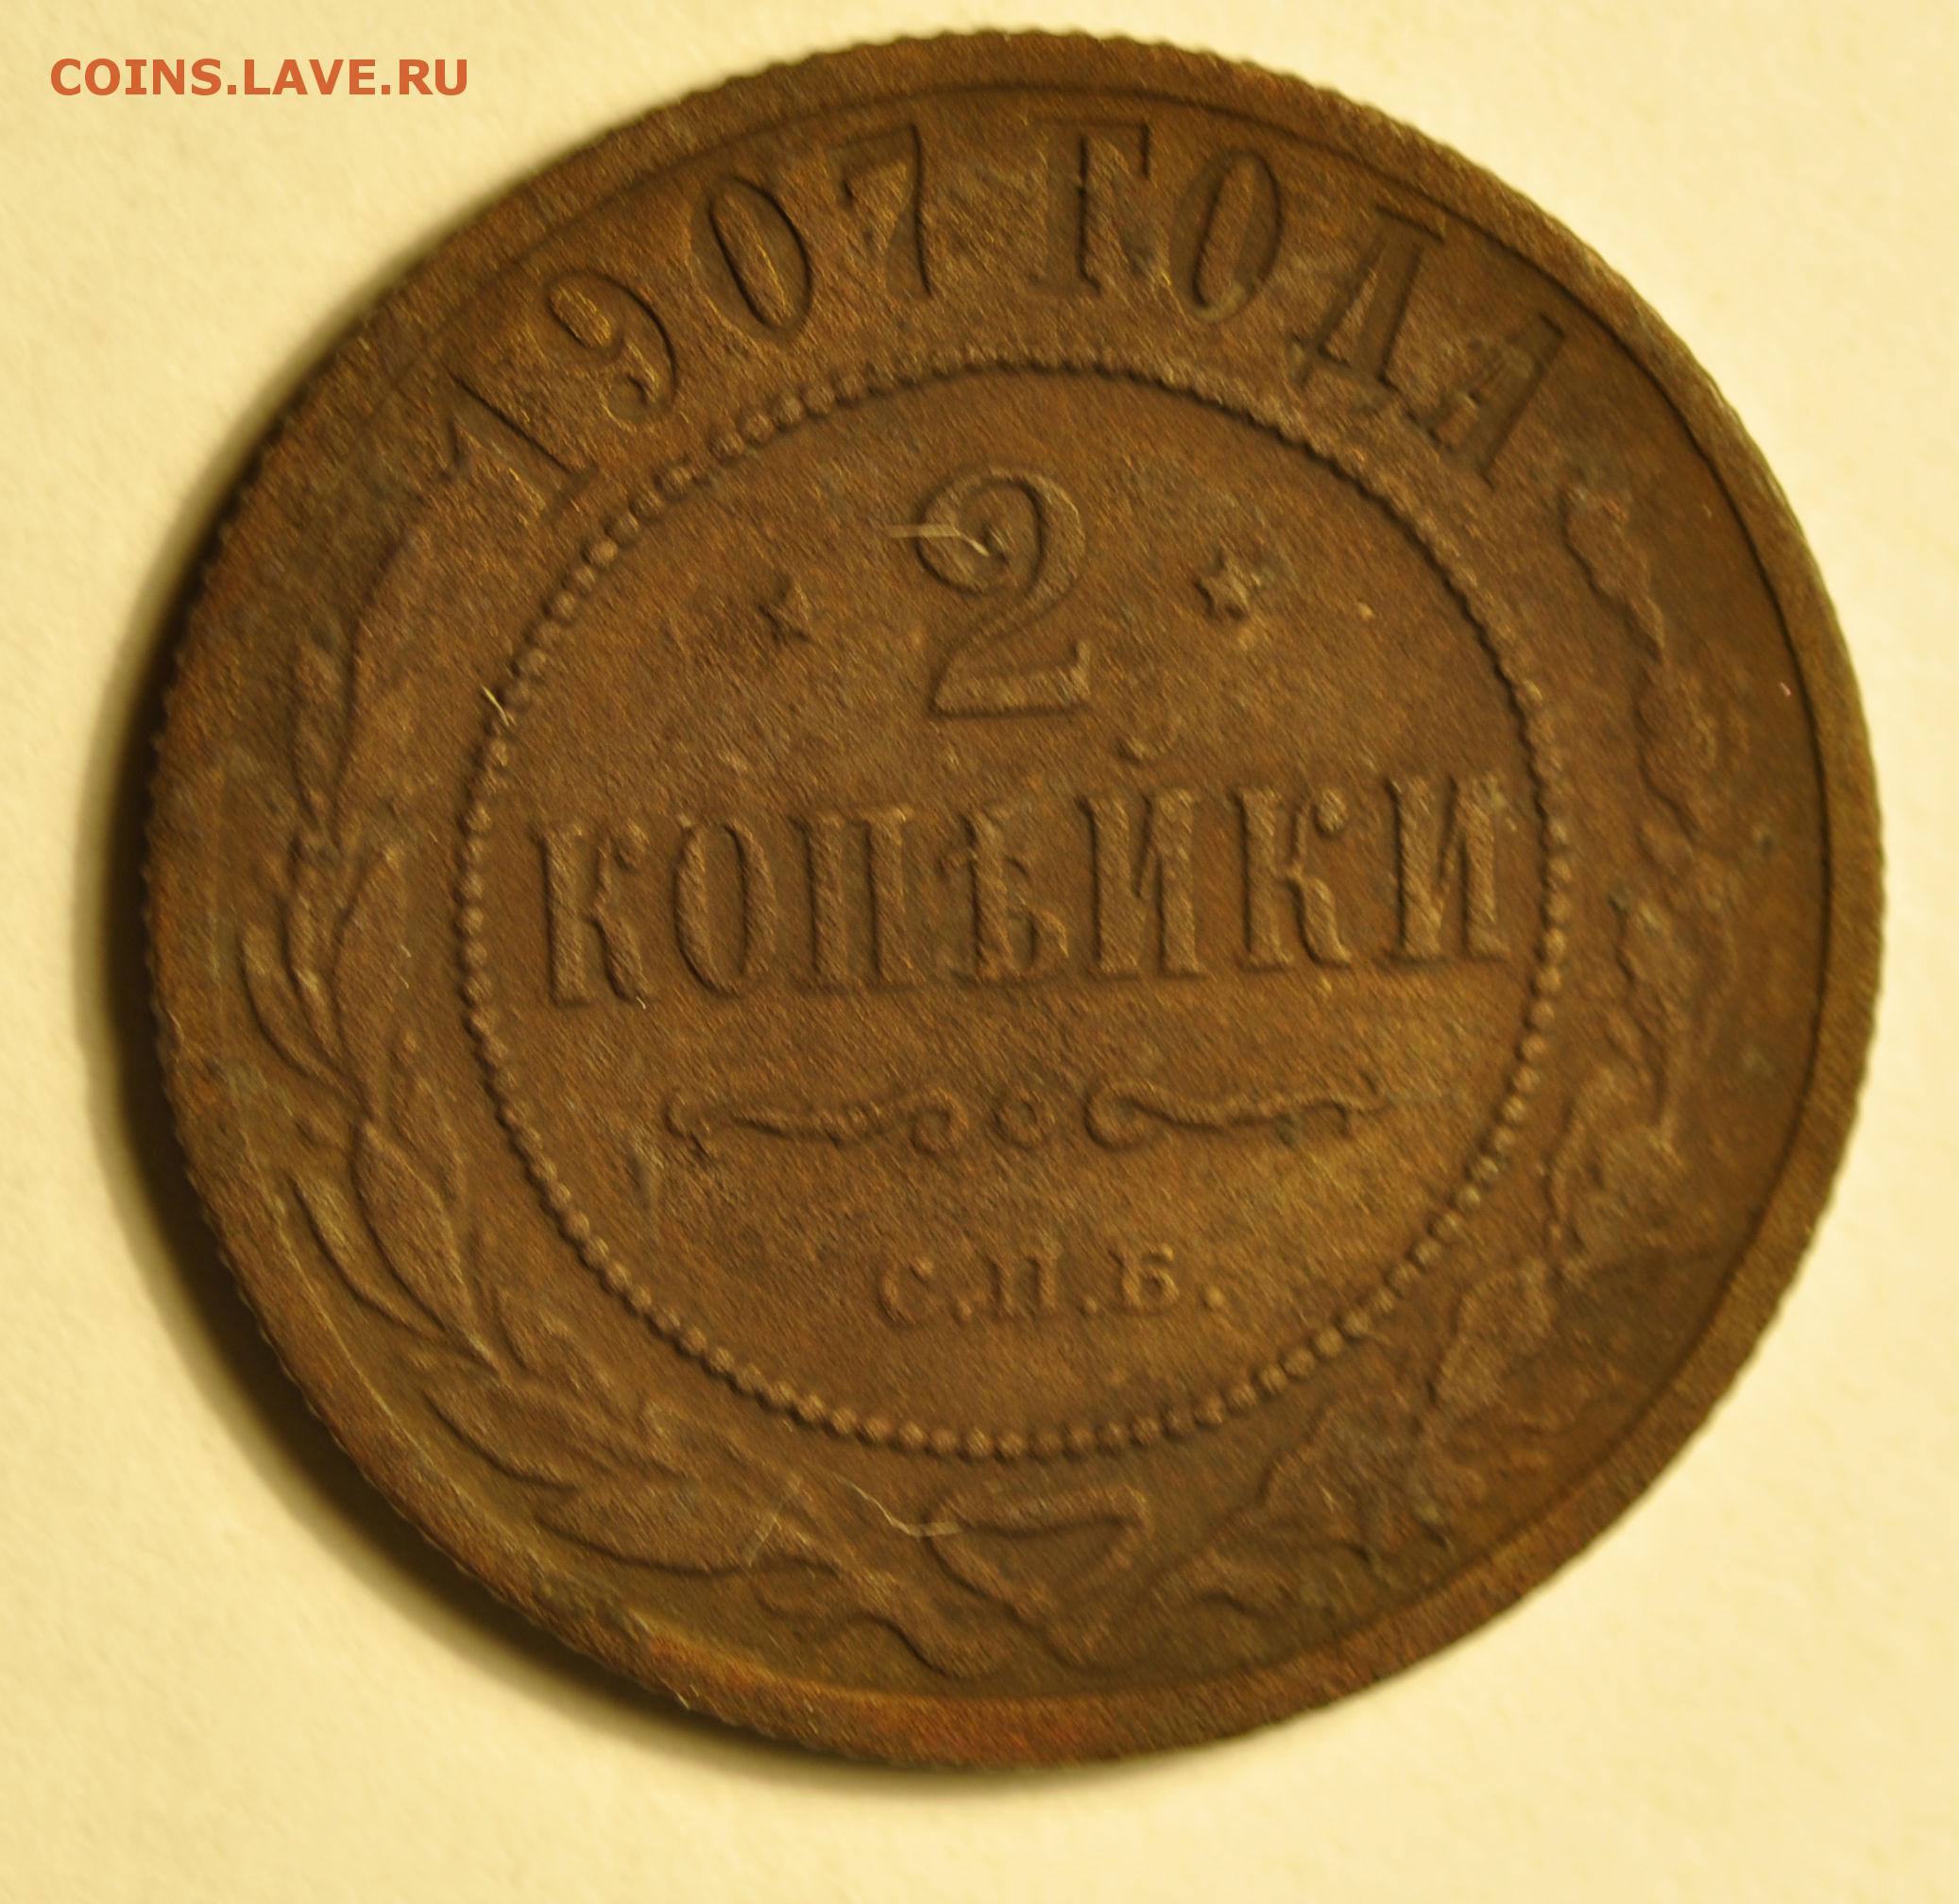 COINS.LAVE.RU
1907 ГОДА
2
КОПѢЙКИ
С.П.Б.